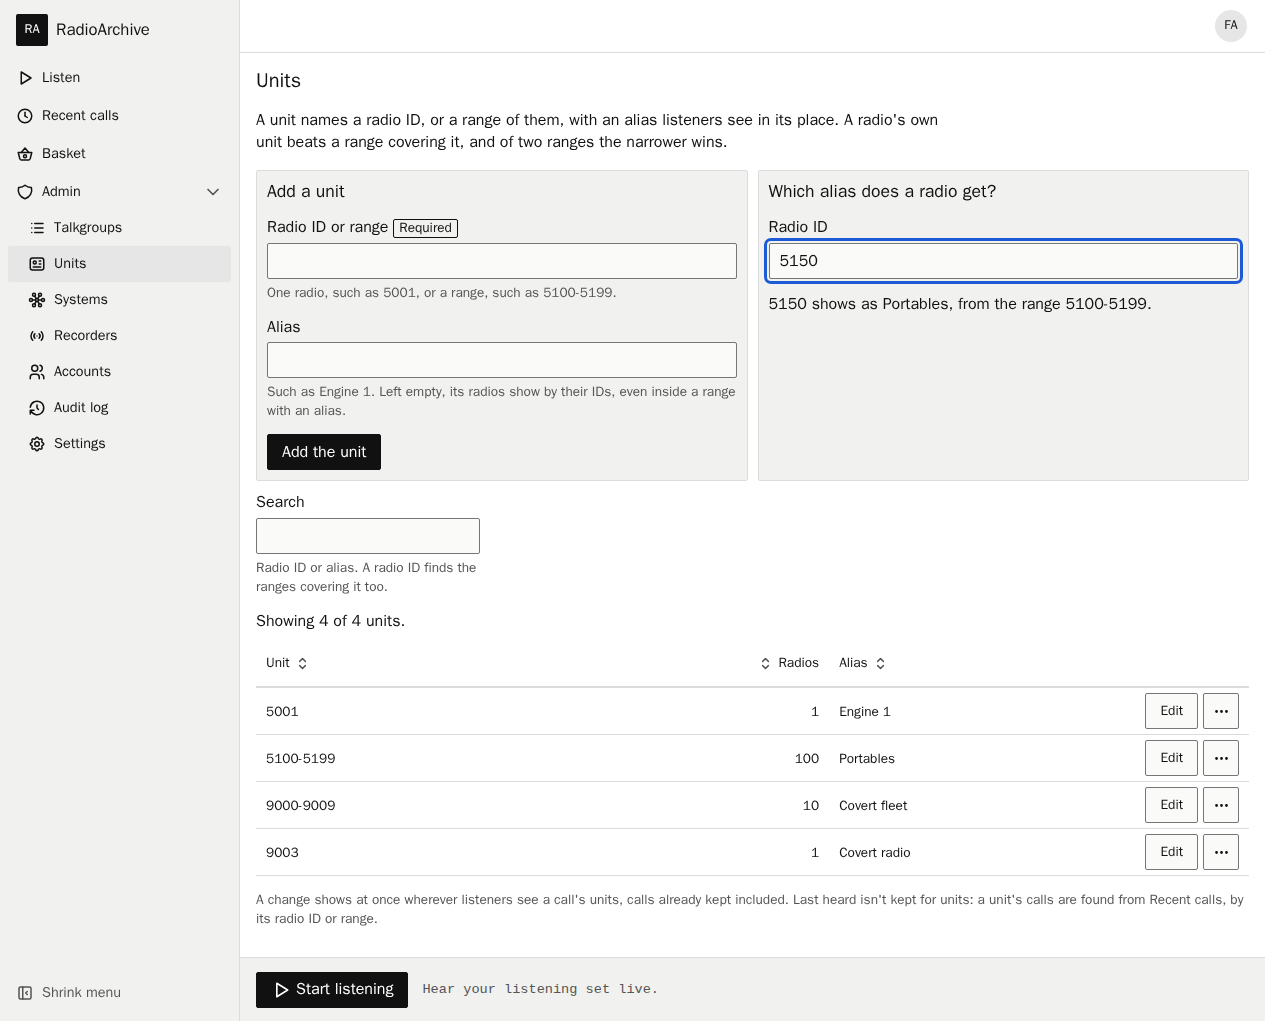 RA RadioArchive
FA
Listen
Recent calls
Basket
Admin
Talkgroups
Units
Systems
Recorders
Accounts
Audit log
Settings
Shrink menu
Units
A unit names a radio ID, or a range of them, with an alias listeners see in its place. A radio's own
unit beats a range covering it, and of two ranges the narrower wins.
Add a unit
Radio ID or range Required
One radio, such as 5001, or a range, such as 5100-5199.
Alias
Such as Engine 1. Left empty, its radios show by their IDs, even inside a range
with an alias.
Add the unit
Which alias does a radio get?
Radio ID
5150
5150 shows as Portables, from the range 5100-5199.
Search
Radio ID or alias. A radio ID finds the
ranges covering it too.
Showing 4 of 4 units.
Unit Radios Alias
5001 1 Engine 1 Edit
5100-5199 100 Portables Edit
9000-9009 10 Covert fleet Edit
9003 1 Covert radio Edit
A change shows at once wherever listeners see a call's units, calls already kept included. Last heard isn't kept for units: a unit's calls are found from Recent calls, by
its radio ID or range.
Start listening Hear your listening set live.